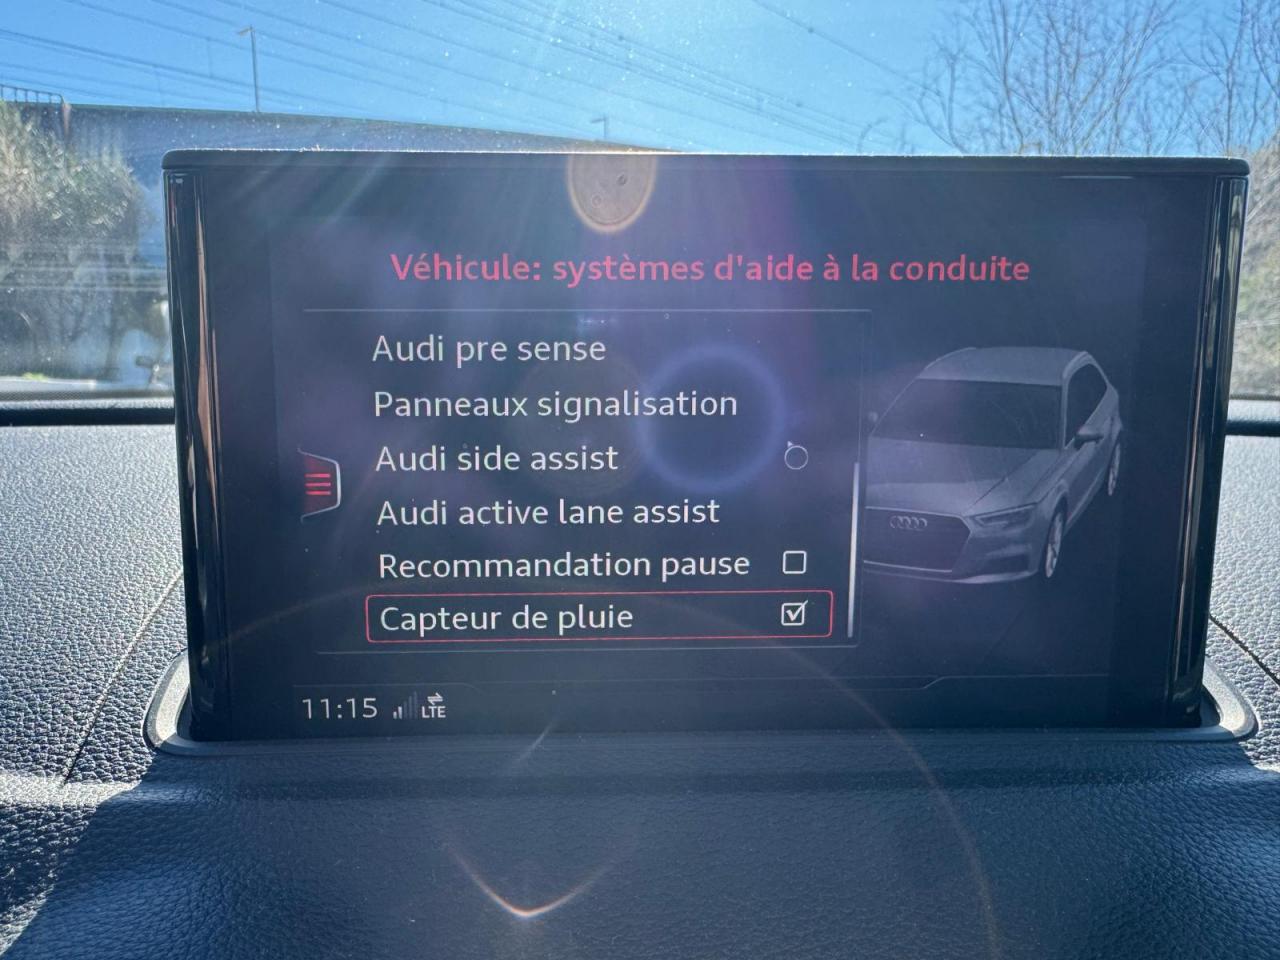 Véhicule: systèmes d'aide à la conduite
Audi pre sense
Panneaux signalisation
Audi side assist
Audi active lane assist
Recommandation pause
Capteur de pluie
11:15 LTE